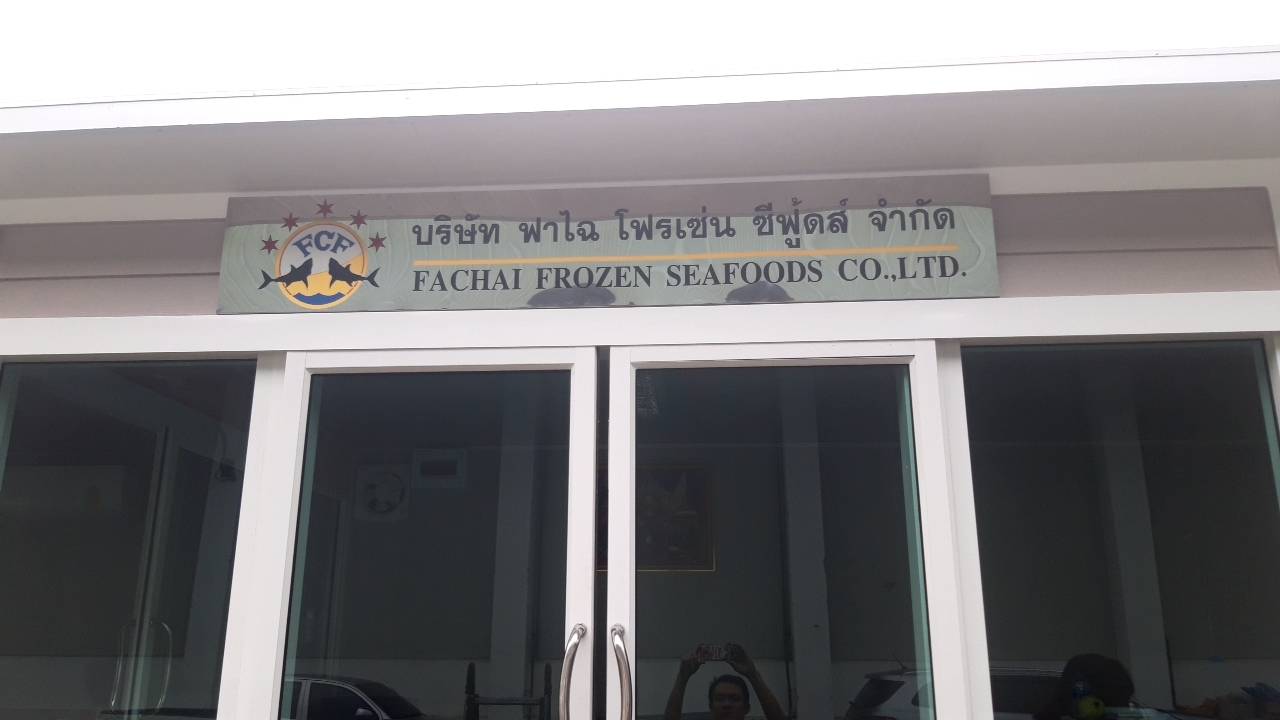 FCF
บริษัท ฟาไฉ โฟรเซ่น ซีฟู้ดส์ จำกัด
FACHAI FROZEN SEAFOODS CO.,LTD.